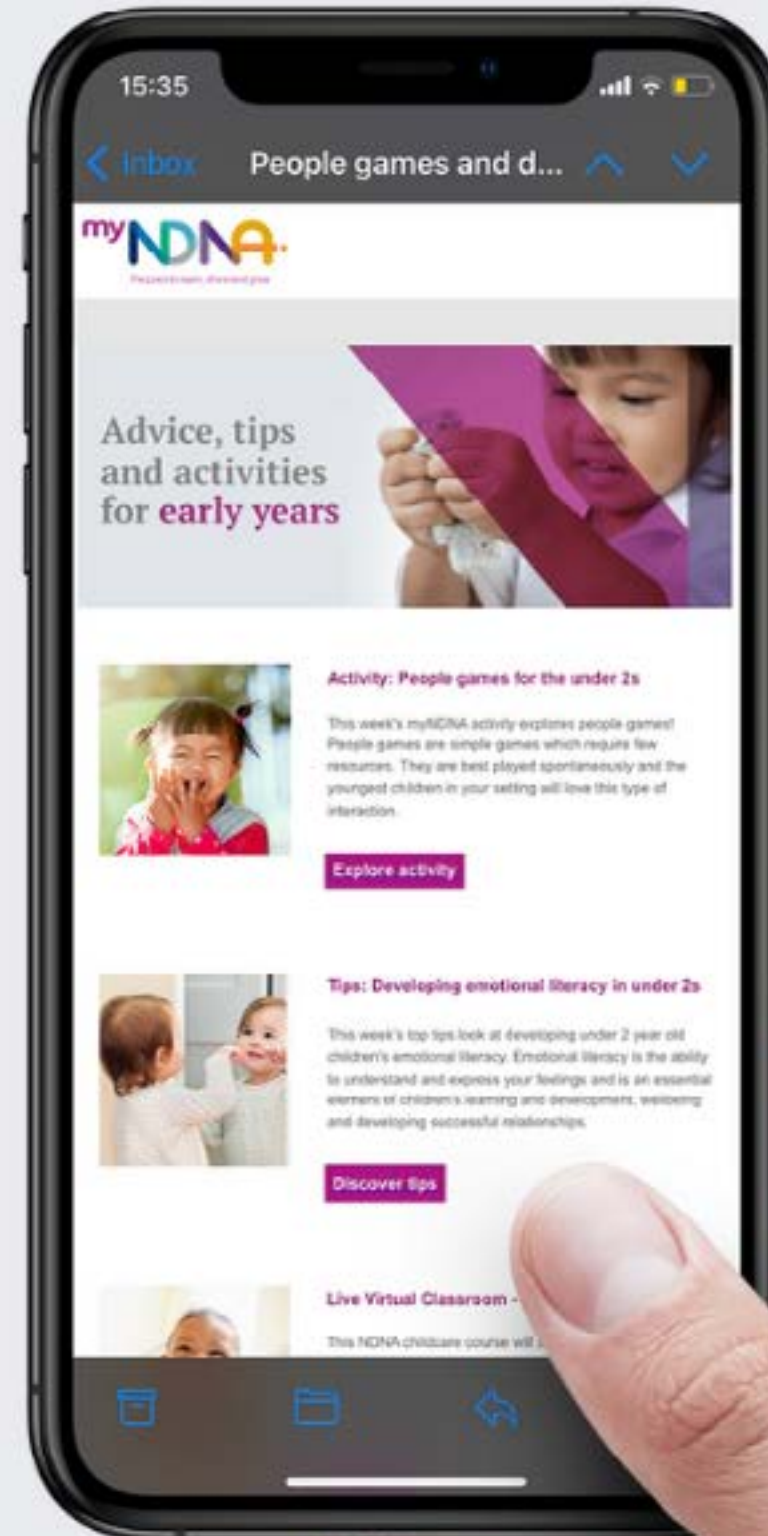 15:35
Inbox
People games and d...
myNDNA
Advice, tips
and activities
for early years
Activity: People games for the under 2s
This week's myNDNA activity explores people games!
People games are simple games which require few
resources. They are best played spontaneously and the
youngest children in your setting will love this type of
interaction.
Explore activity
Tips: Developing emotional literacy in under 2s
This week's top tips look at developing under 2 year old
children's emotional literacy. Emotional literacy is the ability
to understand and express your feelings and is an essential
element of children's learning and development, wellbeing
and developing successful relationships.
Discover tips
Live Virtual Classroom -
This NDNA childcare course will